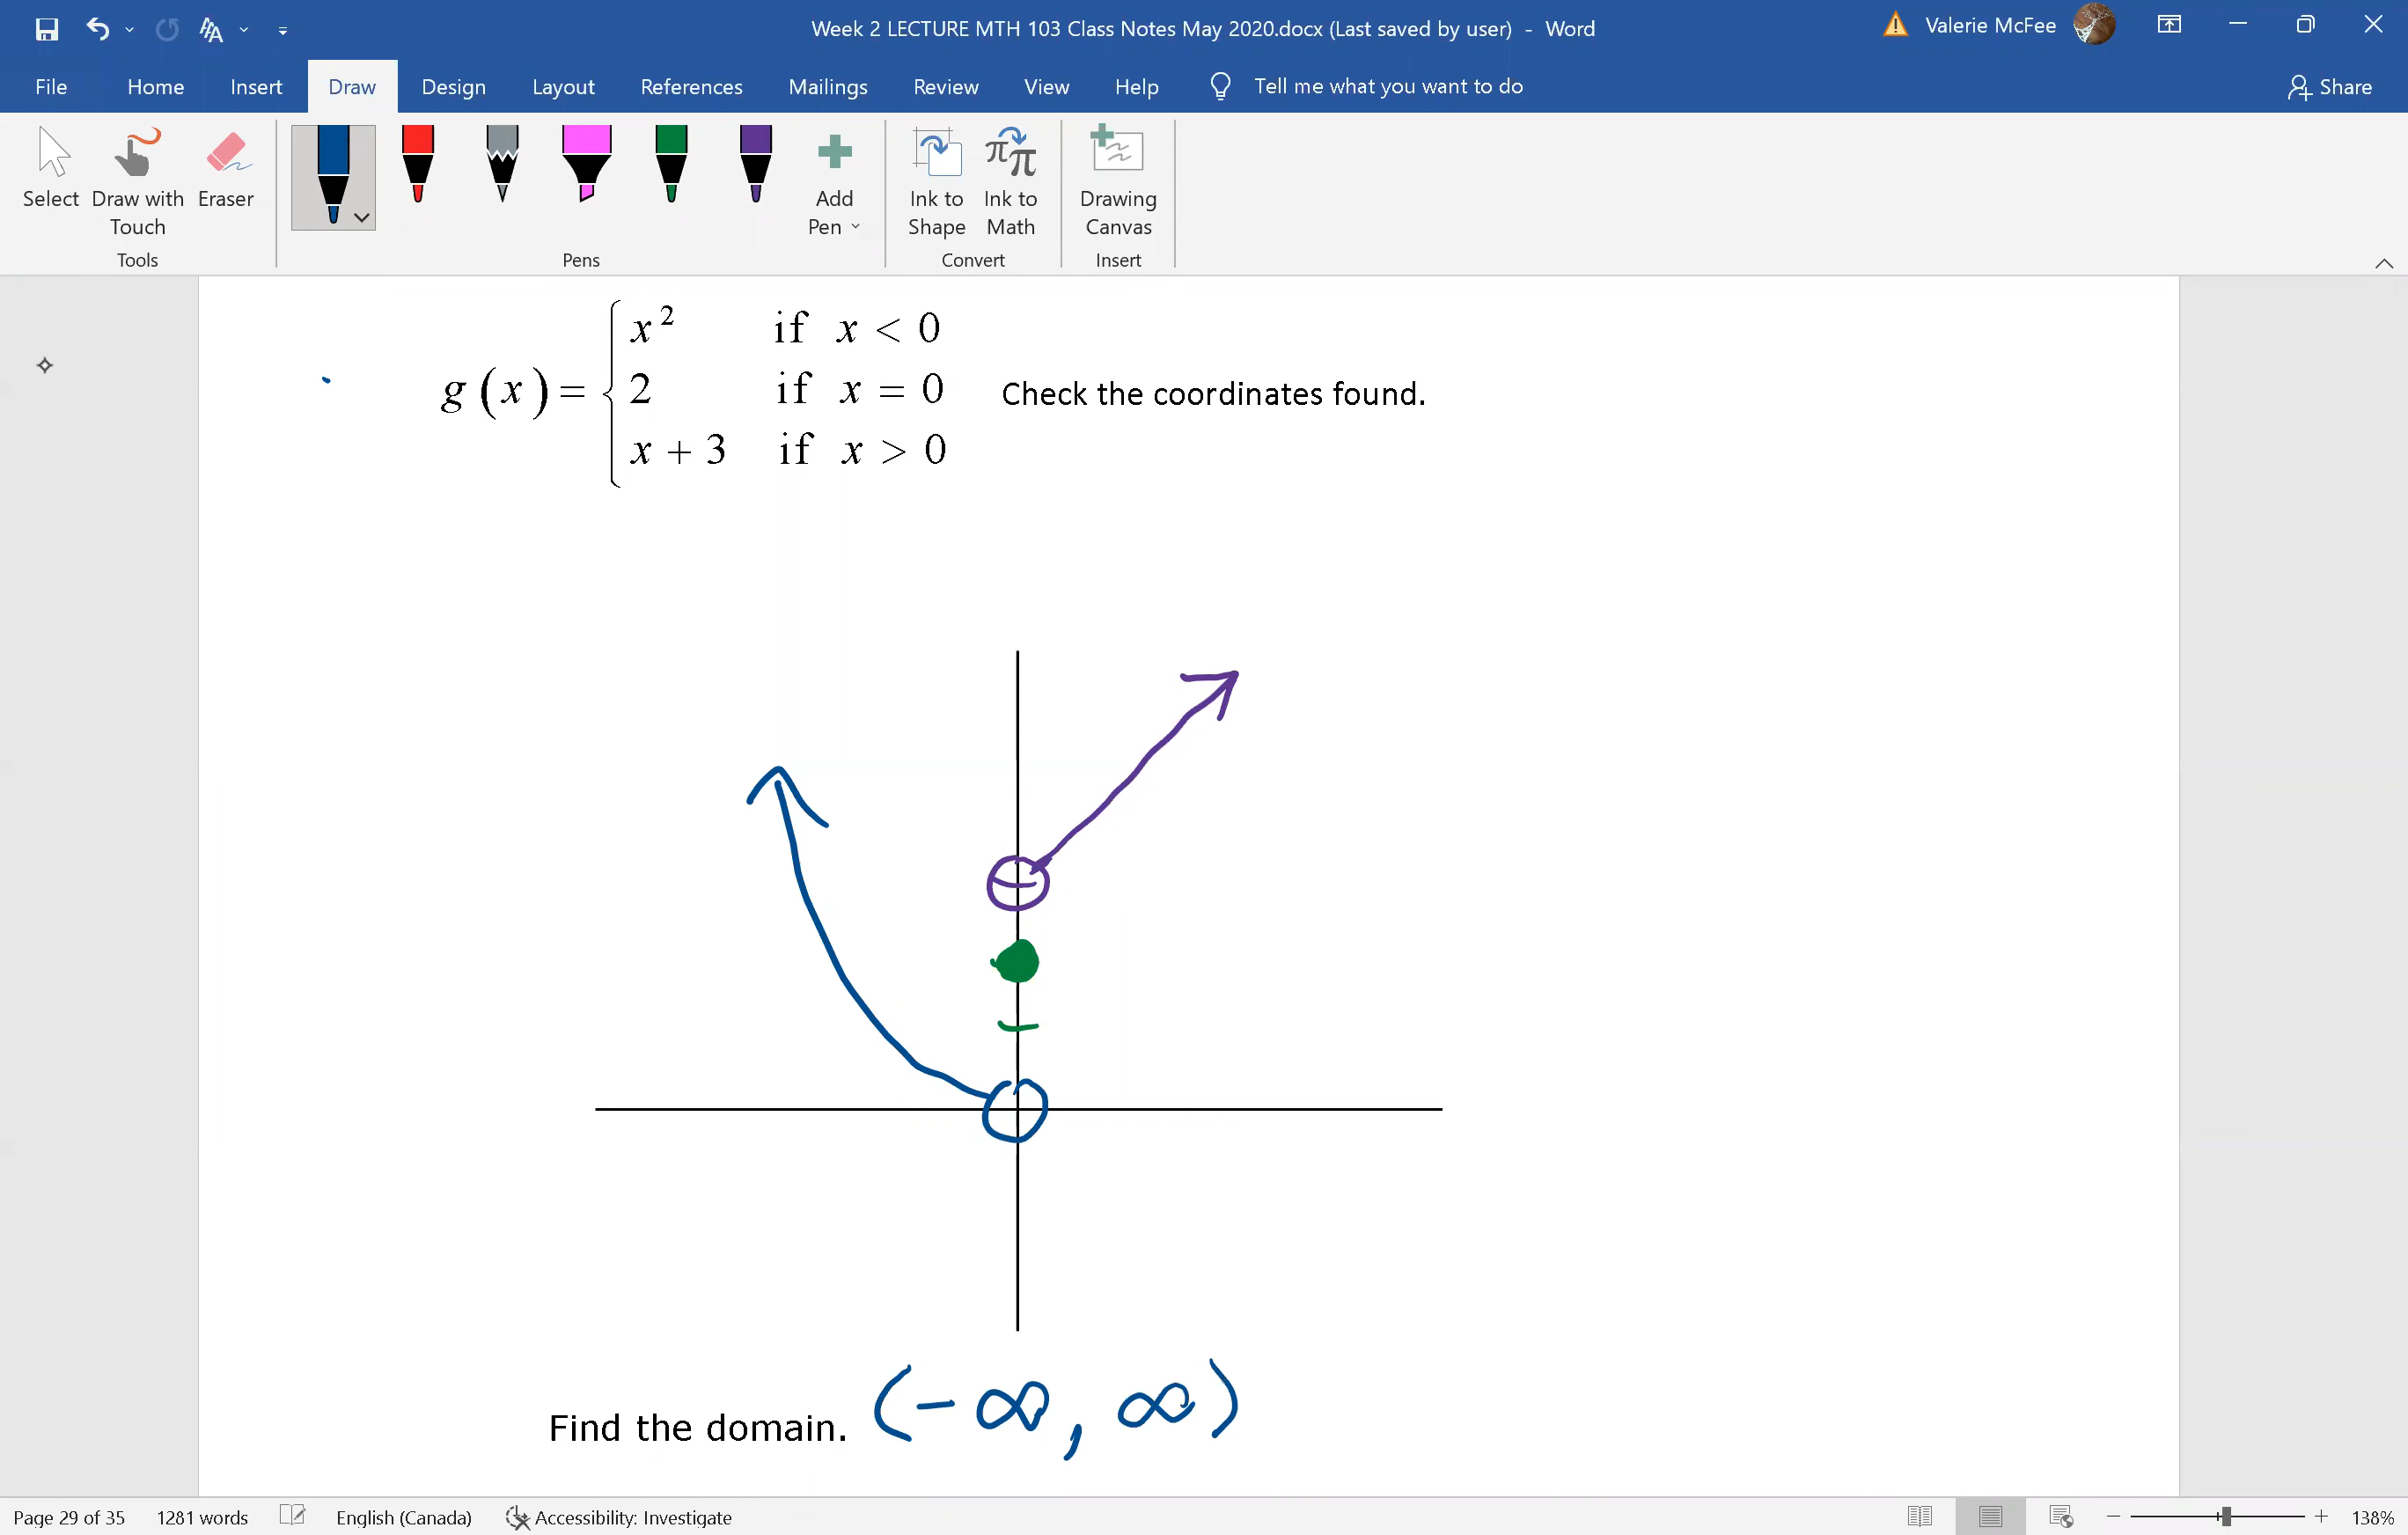 Week 2 LECTURE MTH 103 Class Notes May 2020.docx (Last saved by user) - Word
Valerie McFee
File Home Insert Draw Design Layout References Mailings Review View Help Tell me what you want to do Share
Select Draw with Touch Eraser
Add Pen
Ink to Shape Ink to Math
Drawing Canvas
Tools Pens Convert Insert
x² if x < 0
g(x) = { 2 if x = 0 Check the coordinates found.
x + 3 if x > 0
Find the domain. (-∞, ∞)
Page 29 of 35 1281 words English (Canada) Accessibility: Investigate 138%